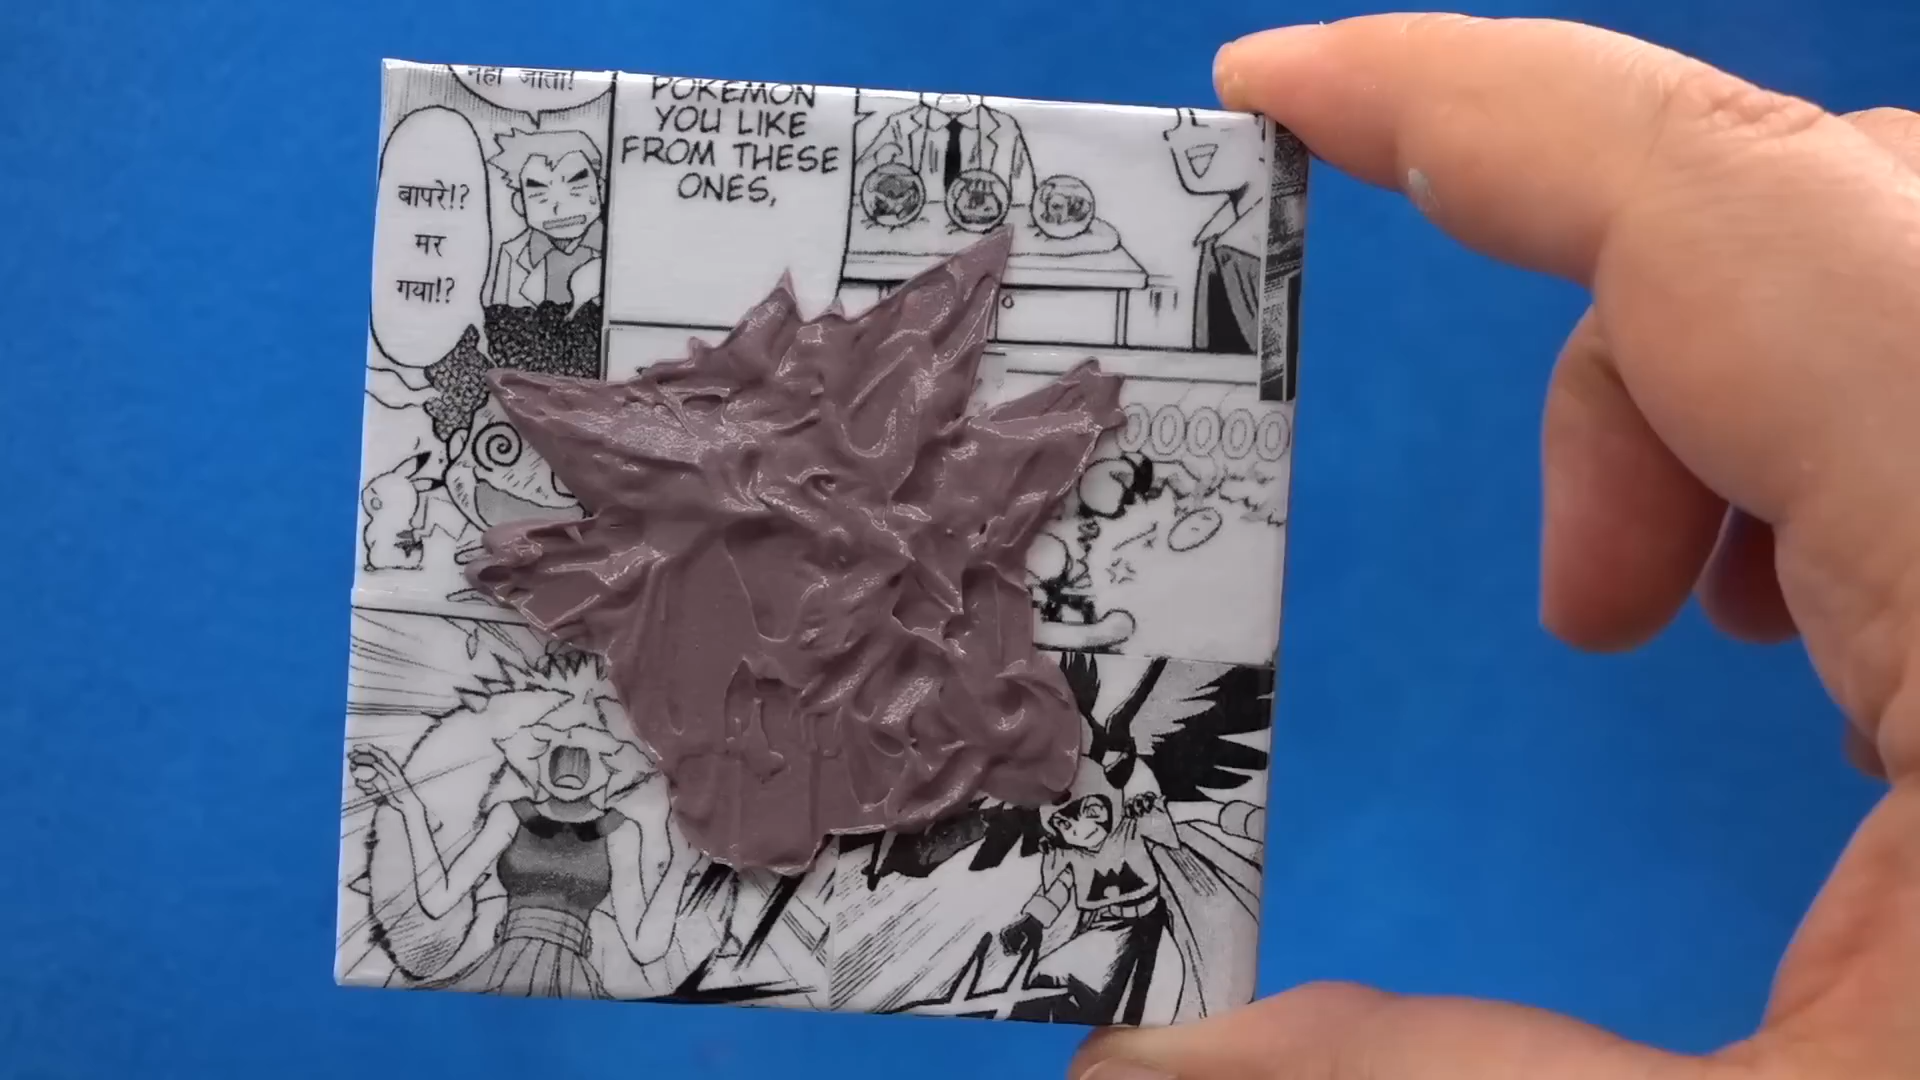 नहीं जाता!
बापरे!?
मर
गया!?
POKEMON
YOU LIKE
FROM THESE
ONES,